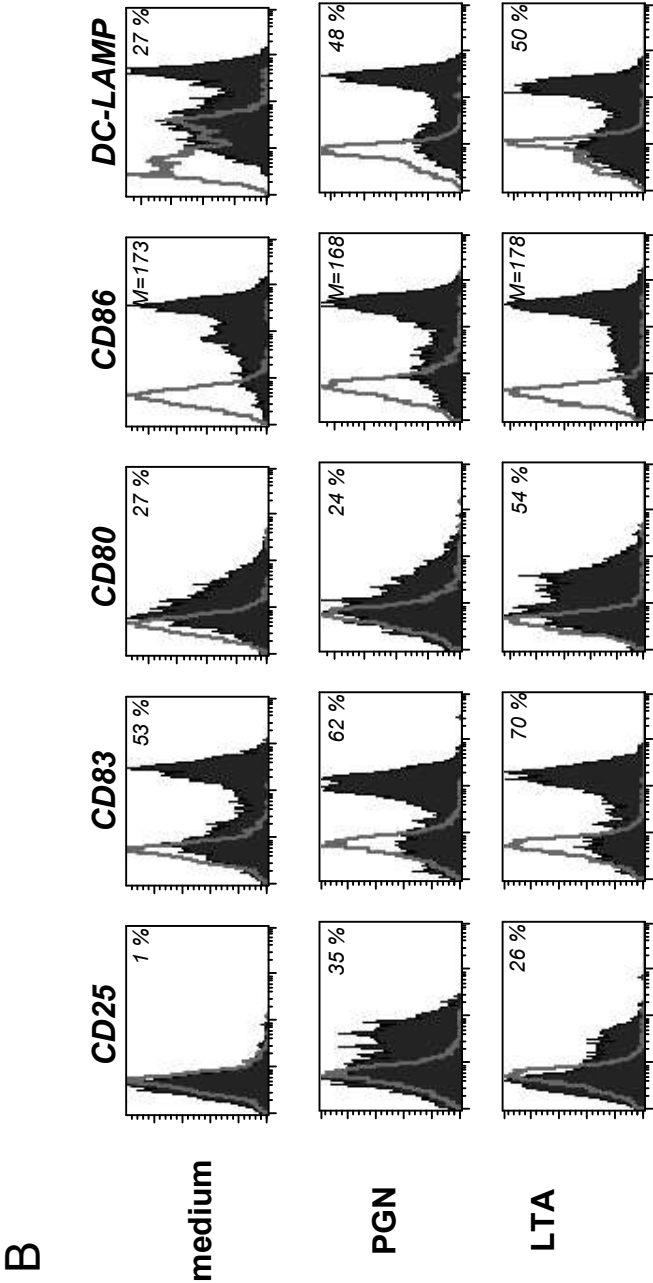 B
CD25 CD83 CD80 CD86 DC-LAMP
medium 1 % 53 % 27 % M=173 27 %
PGN 35 % 62 % 24 % M=168 48 %
LTA 26 % 70 % 54 % M=178 50 %